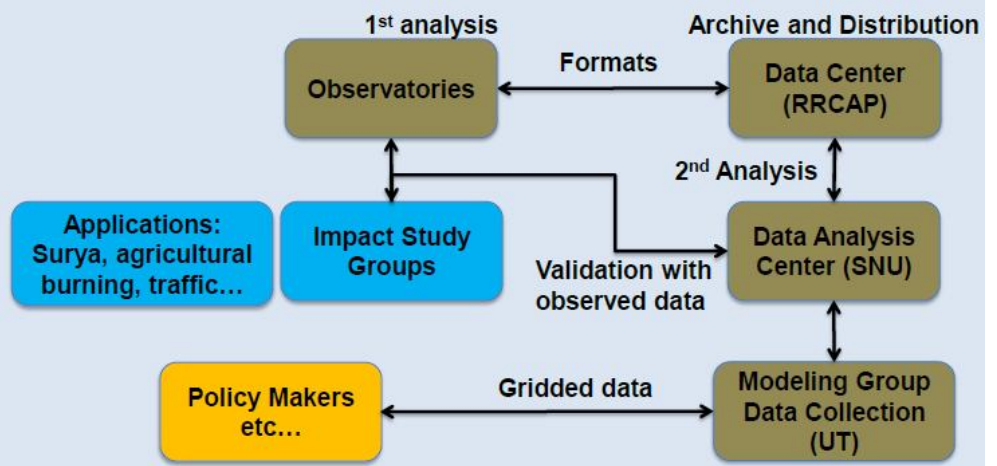 1st analysis
Archive and Distribution
Observatories
Formats
Data Center
(RRCAP)
2nd Analysis
Applications:
Surya, agricultural
burning, traffic…
Impact Study
Groups
Data Analysis
Center (SNU)
Validation with
observed data
Policy Makers
etc…
Gridded data
Modeling Group
Data Collection
(UT)